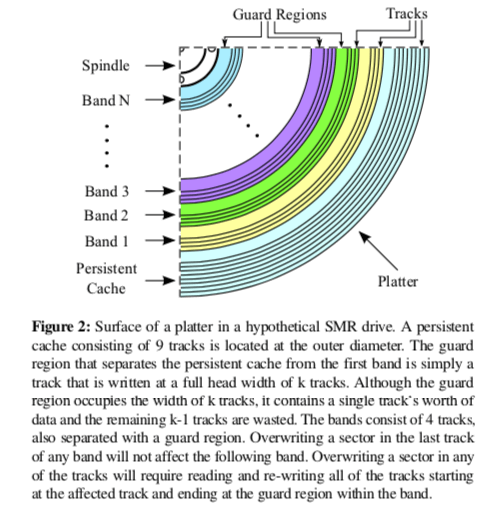 Guard Regions
Tracks
Spindle
Band N
Band 3
Band 2
Band 1
Persistent
Cache
Platter
Figure 2: Surface of a platter in a hypothetical SMR drive. A persistent
cache consisting of 9 tracks is located at the outer diameter. The guard
region that separates the persistent cache from the first band is simply a
track that is written at a full head width of k tracks. Although the guard
region occupies the width of k tracks, it contains a single track's worth of
data and the remaining k-1 tracks are wasted. The bands consist of 4 tracks,
also separated with a guard region. Overwriting a sector in the last track
of any band will not affect the following band. Overwriting a sector in any
of the tracks will require reading and re-writing all of the tracks starting
at the affected track and ending at the guard region within the band.